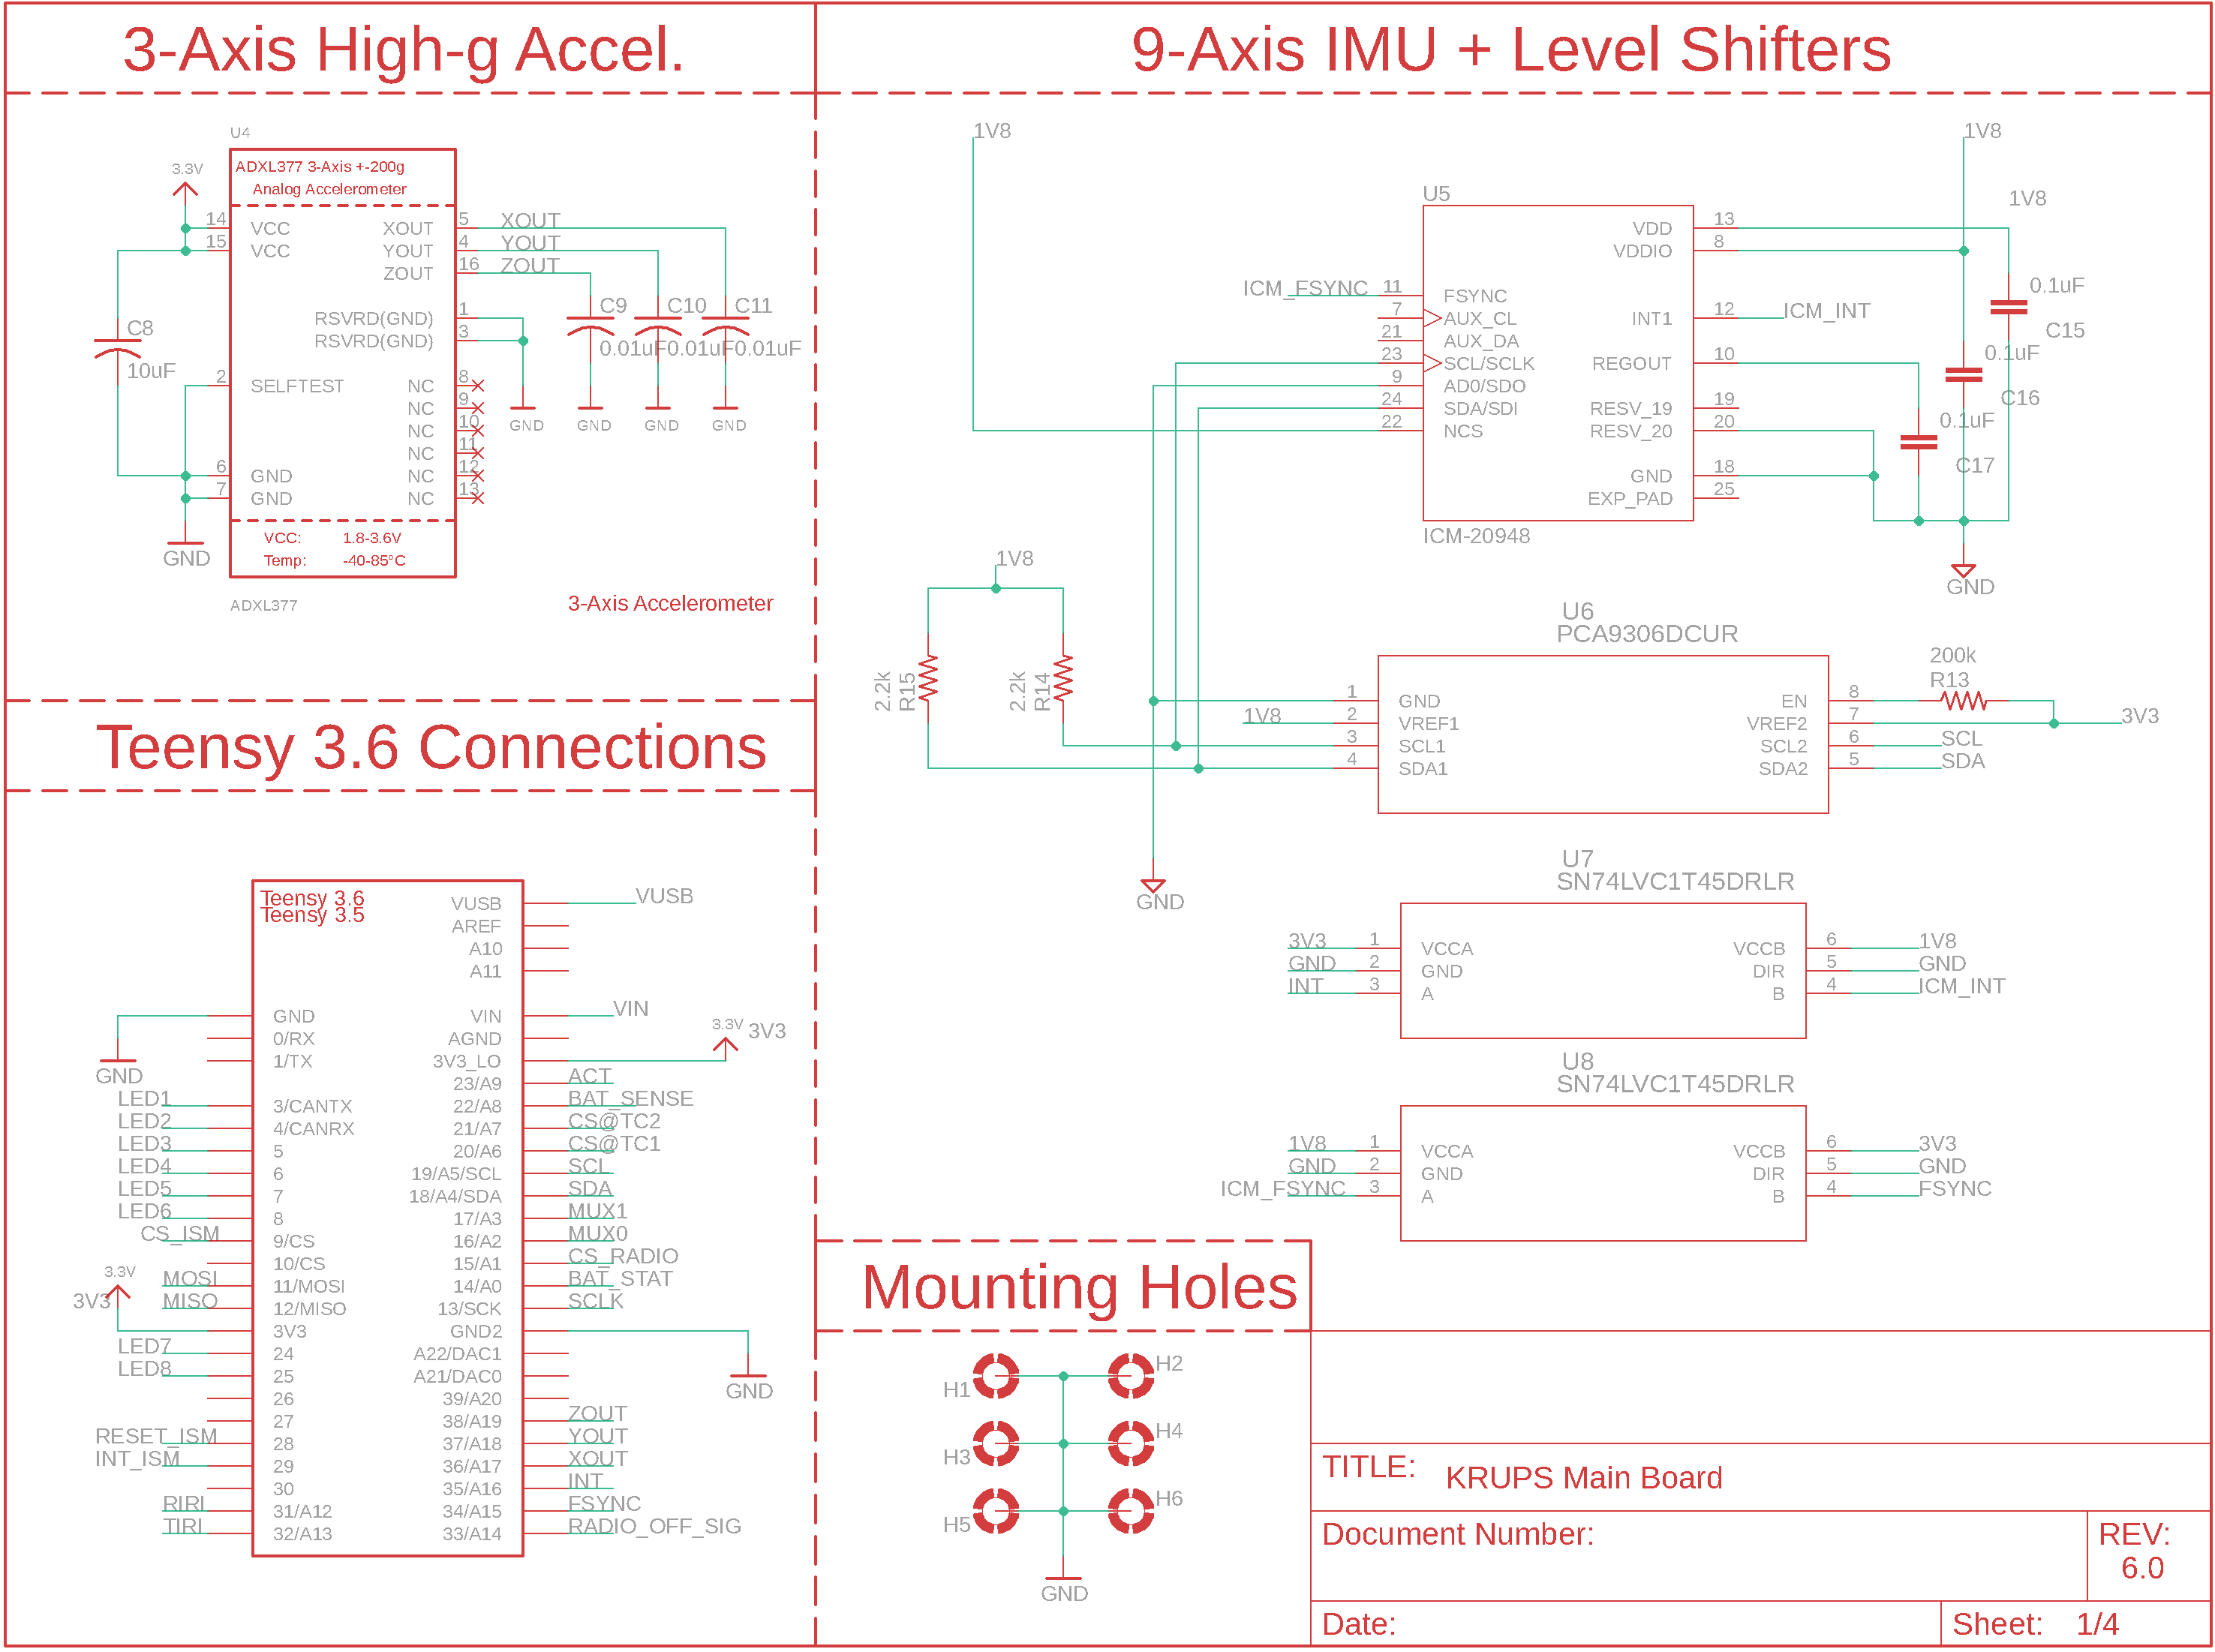 3-Axis High-g Accel.
U4
ADXL377 3-Axis +-200g
Analog Accelerometer
3.3V
14 VCC
15 VCC
XOUT 5 XOUT
YOUT 4 YOUT
ZOUT 16 ZOUT
RSVRD(GND) 1
RSVRD(GND) 3
C8
10uF
C9 C10 C11
0.01uF 0.01uF 0.01uF
2 SELFTEST
NC 8
NC 9
NC 10
NC 11
NC 12
NC 13
GND GND GND GND
6 GND
7 GND
GND
VCC: 1.8-3.6V
Temp: -40-85°C
ADXL377
3-Axis Accelerometer
Teensy 3.6 Connections
Teensy 3.6
Teensy 3.5
VUSB VUSB
AREF
A10
A11
GND VIN VIN
0/RX AGND
1/TX 3V3_LO
3.3V 3V3
GND
23/A9 ACT
LED1 3/CANTX 22/A8 BAT_SENSE
LED2 4/CANRX 21/A7 CS@TC2
LED3 5 20/A6 CS@TC1
LED4 6 19/A5/SCL SCL
LED5 7 18/A4/SDA SDA
LED6 8 17/A3 MUX1
CS_ISM 9/CS 16/A2 MUX0
10/CS 15/A1 CS_RADIO
MOSI 11/MOSI 14/A0 BAT_STAT
MISO 12/MISO 13/SCK SCLK
3.3V
3V3
3V3 GND2
LED7 24 A22/DAC1
LED8 25 A21/DAC0
GND
26 39/A20
27 38/A19 ZOUT
RESET_ISM 28 37/A18 YOUT
INT_ISM 29 36/A17 XOUT
30 35/A16 INT
RIRI 31/A12 34/A15 FSYNC
TIRI 32/A13 33/A14 RADIO_OFF_SIG
9-Axis IMU + Level Shifters
1V8
1V8
1V8
U5
VDD 13
VDDIO 8
ICM_FSYNC 11 FSYNC
7 AUX_CL
21 AUX_DA
23 SCL/SCLK
9 AD0/SDO
24 SDA/SDI
22 NCS
INT1 12 ICM_INT
REGOUT 10
RESV_19 19
RESV_20 20
GND 18
EXP_PAD 25
ICM-20948
0.1uF
C15
0.1uF
C16
0.1uF
C17
GND
1V8
2.2k
R15
2.2k
R14
U6
PCA9306DCUR
1 GND
1V8 2 VREF1
3 SCL1
4 SDA1
EN 8
VREF2 7 3V3
SCL2 6 SCL
SDA2 5 SDA
200k
R13
GND
U7
SN74LVC1T45DRLR
3V3 1 VCCA VCCB 6 1V8
GND 2 GND DIR 5 GND
INT 3 A B 4 ICM_INT
U8
SN74LVC1T45DRLR
1V8 1 VCCA VCCB 6 3V3
GND 2 GND DIR 5 GND
ICM_FSYNC 3 A B 4 FSYNC
Mounting Holes
H1 H2
H3 H4
H5 H6
GND
TITLE: KRUPS Main Board
Document Number:
REV:
6.0
Date:
Sheet: 1/4